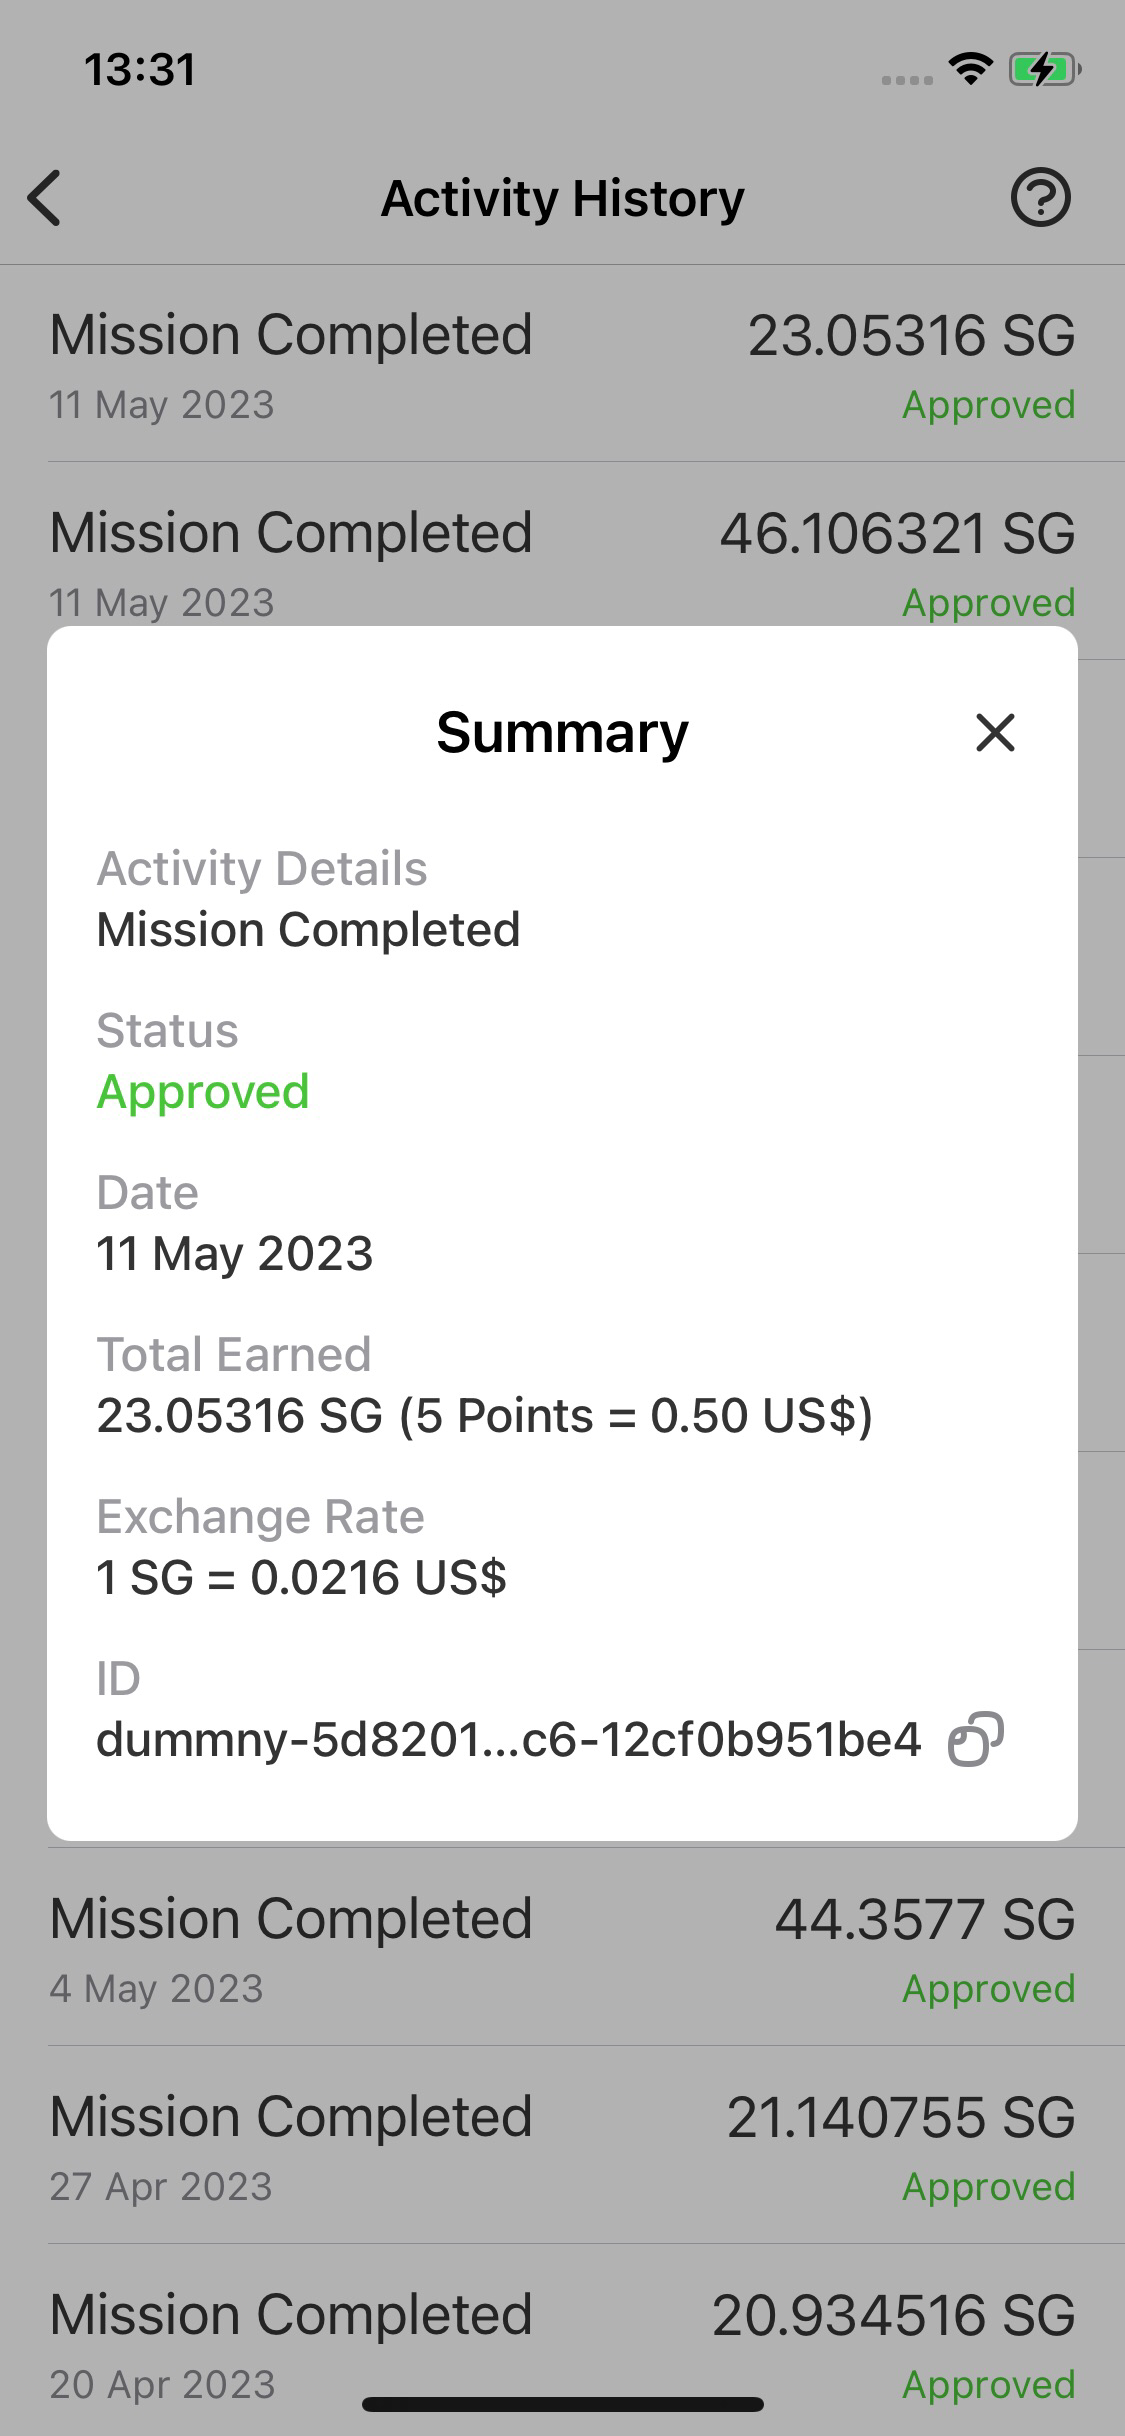 13:31
Activity History
Mission Completed 23.05316 SG
11 May 2023 Approved
Mission Completed 46.106321 SG
11 May 2023 Approved
Summary
Activity Details
Mission Completed
Status
Approved
Date
11 May 2023
Total Earned
23.05316 SG (5 Points = 0.50 US$)
Exchange Rate
1 SG = 0.0216 US$
ID
dummny-5d8201...c6-12cf0b951be4
Mission Completed 44.3577 SG
4 May 2023 Approved
Mission Completed 21.140755 SG
27 Apr 2023 Approved
Mission Completed 20.934516 SG
20 Apr 2023 Approved